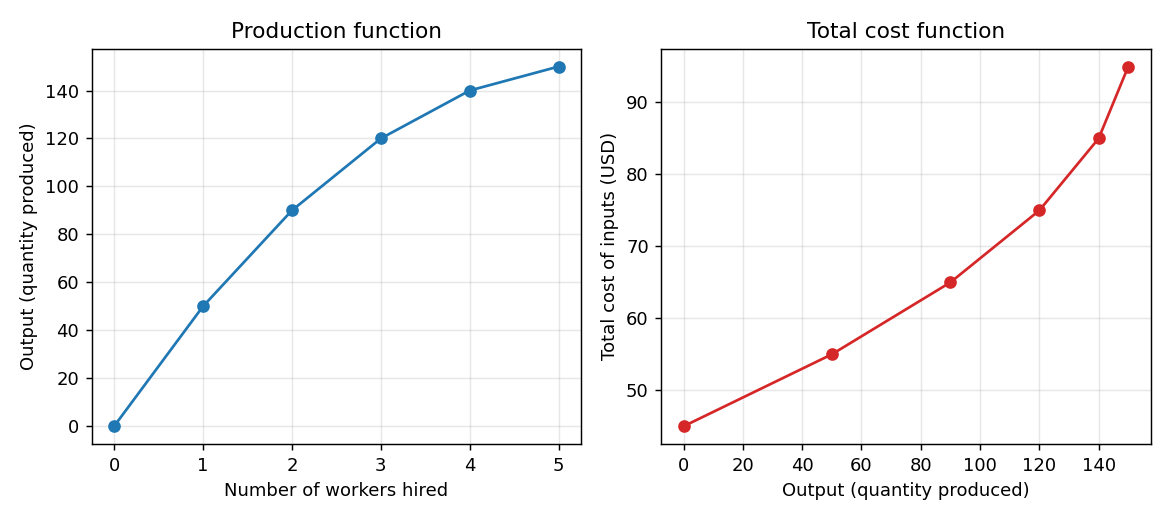 Production function
Output (quantity produced)
140
120
100
80
60
40
20
0
0 1 2 3 4 5
Number of workers hired
Total cost function
Total cost of inputs (USD)
90
80
70
60
50
0 20 40 60 80 100 120 140
Output (quantity produced)